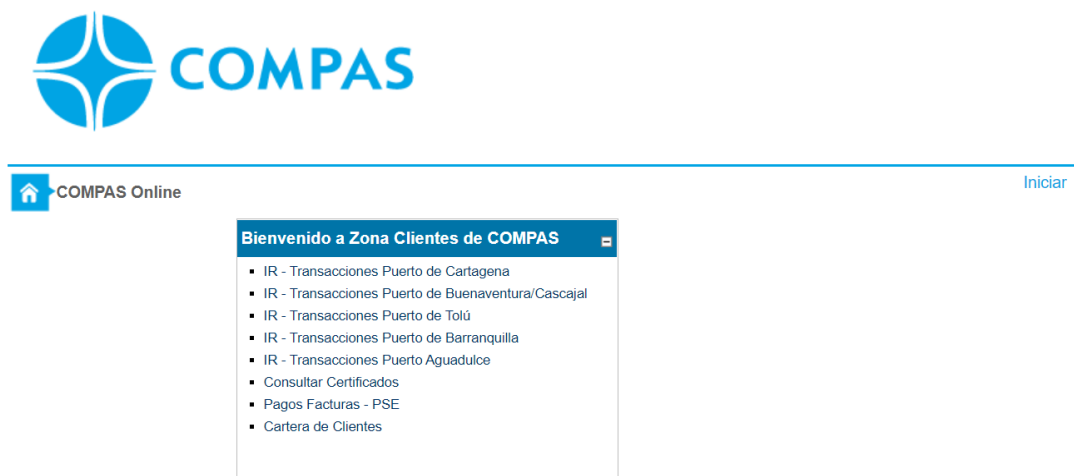 COMPAS
COMPAS Online
Iniciar
Bienvenido a Zona Clientes de COMPAS
IR - Transacciones Puerto de Cartagena
IR - Transacciones Puerto de Buenaventura/Cascajal
IR - Transacciones Puerto de Tolú
IR - Transacciones Puerto de Barranquilla
IR - Transacciones Puerto Aguadulce
Consultar Certificados
Pagos Facturas - PSE
Cartera de Clientes